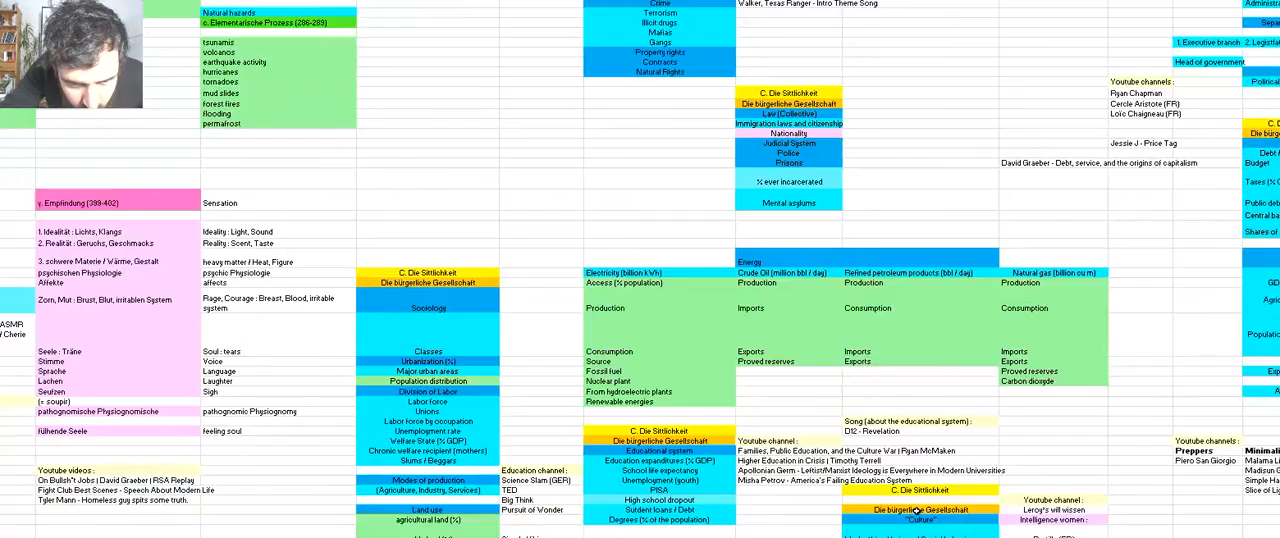 Natural hazards
c. Elementarische Prozess (286-289)
tsunamis
volcanos
earthquake activity
hurricanes
tornadoes
mud slides
forest fires
flooding
permafrost
Crime
Terrorism
Illicit drugs
Mafias
Gangs
Property rights
Contracts
Natural Rights
Walker, Texas Ranger - Intro Theme Song
C. Die Sittlichkeit
Die bürgerliche Gesellschaft
Law (Collective)
Immigration laws and citizenship
Nationality
Judicial System
Police
Prisons
% ever incarcerated
Mental asylums
1. Executive branch
Head of government
Youtube channels :
Ryan Chapman
Cercle Aristote (FR)
Loïc Chaigneau (FR)
Jessie J - Price Tag
David Graeber - Debt, service, and the origins of capitalism
Budget
γ. Empfindung (399-402)
Sensation
1. Idealität: Lichts, Klangs
Ideality : Light, Sound
2. Realität : Geruchs, Geschmacks
Reality : Scent, Taste
3. schwere Materie / Wärme, Gestalt
heavy matter / Heat, Figure
psychischen Physiologie
psychic Physiologie
Affekte
affects
Zorn, Mut : Brust, Blut, irritablen System
Rage, Courage : Breast, Blood, irritable
system
ASMR
/ Cherie
Seele : Träne
Soul : tears
Stimme
Voice
Sprache
Language
Lachen
Laughter
Seufzen
Sigh
(= soupir)
pathognomische Physiognomische
pathognomic Physiognomy
fülhende Seele
feeling soul
Youtube videos :
On Bullsh*t Jobs | David Graeber | RSA Replay
Fight Club Best Scenes - Speech About Modern Life
Tyler Mann - Homeless guy spits some truth.
C. Die Sittlichkeit
Die bürgerliche Gesellschaft
Sociology
Classes
Urbanization (%)
Major urban areas
Population distribution
Division of Labor
Labor force
Unions
Labor force by occupation
Unemployment rate
Welfare State (% GDP)
Chronic welfare recipient (mothers)
Slums / Beggars
Modes of production
(Agriculture, Industry, Services)
Land use
agricultural land (%)
Education channel :
Science Slam (GER)
TED
Big Think
Pursuit of Wonder
Energy
Electricity (billion kWh)
Crude Oil (million bbl / day)
Refined petroleum products (bbl / day)
Natural gas (billion cu m)
Access (% population)
Production
Production
Production
Production
Imports
Consumption
Consumption
Consumption
Exports
Imports
Imports
Source
Proved reserves
Exports
Exports
Fossil fuel
Proved reserves
Nuclear plant
Carbon dioxyde
From hydroelectric plants
Renewable energies
C. Die Sittlichkeit
Die bürgerliche Gesellschaft
Educational system
Education expenditures (% GDP)
School life expectancy
Unemployment (youth)
PISA
High school dropout
Sutdent loans / Debt
Degrees (% of the population)
Song (about the educational system) :
D12 - Revelation
Youtube channel :
Families, Public Education, and the Culture War | Ryan McMaken
Higher Education in Crisis | Timothy Terrell
Apollonian Germ - Leftist/Marxist Ideology is Everywhere in Modern Universities
Misha Petrov - America's Failing Education System
C. Die Sittlichkeit
Die bürgerliche Gesellschaft
"Culture"
Youtube channel :
Leroy's will wissen
Intelligence women :
Youtube channels :
Preppers
Piero San Giorgio